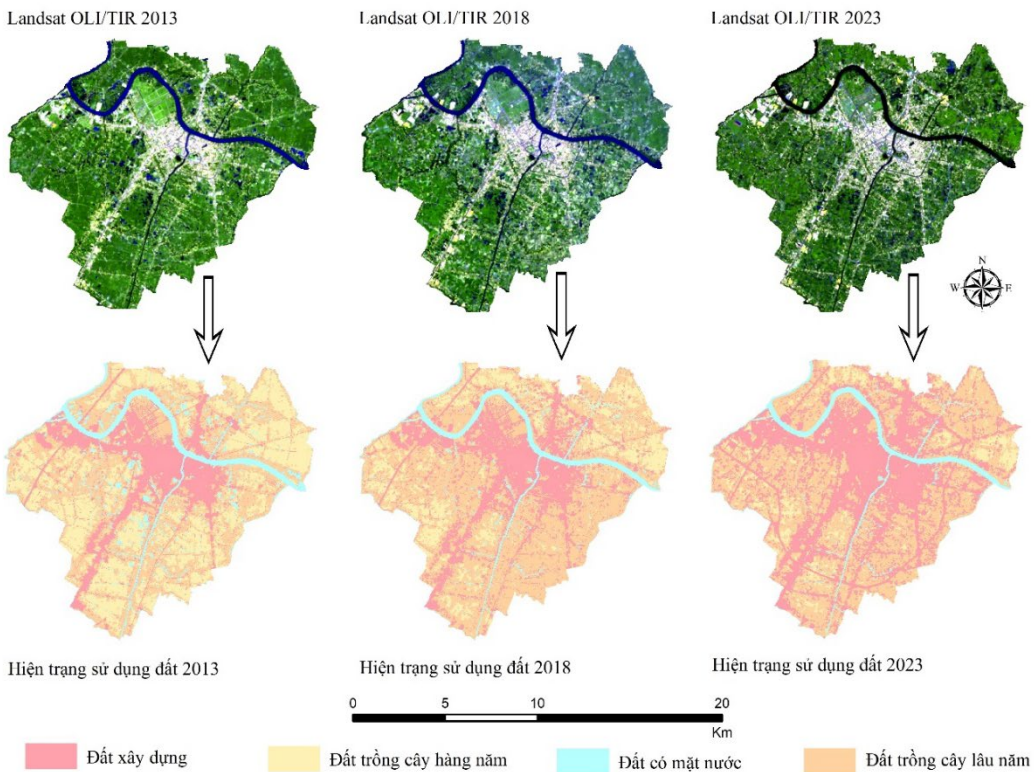 Landsat OLI/TIR 2013
Landsat OLI/TIR 2018
Landsat OLI/TIR 2023
N
W
E
S
Hiện trạng sử dụng đất 2013
Hiện trạng sử dụng đất 2018
Hiện trạng sử dụng đất 2023
0
5
10
20
Km
Đất xây dựng
Đất trồng cây hàng năm
Đất có mặt nước
Đất trồng cây lâu năm